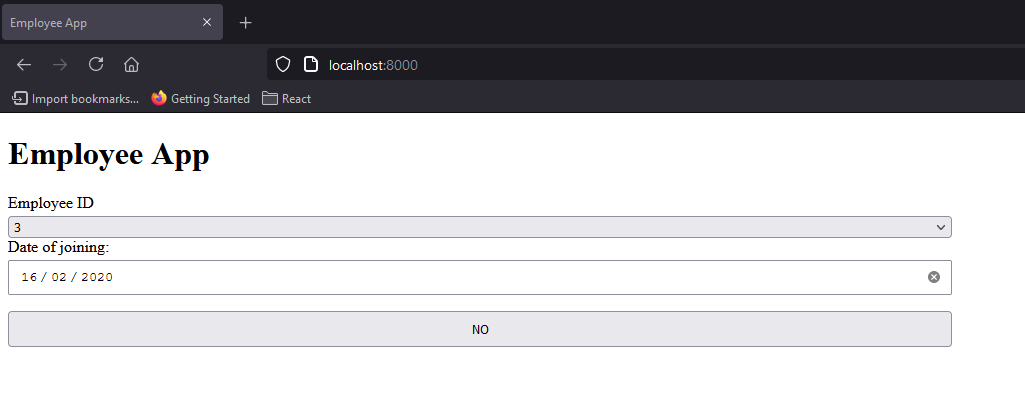 Employee App
localhost:8000
Import bookmarks... Getting Started React
Employee App
Employee ID
3
Date of joining:
16 / 02 / 2020
NO